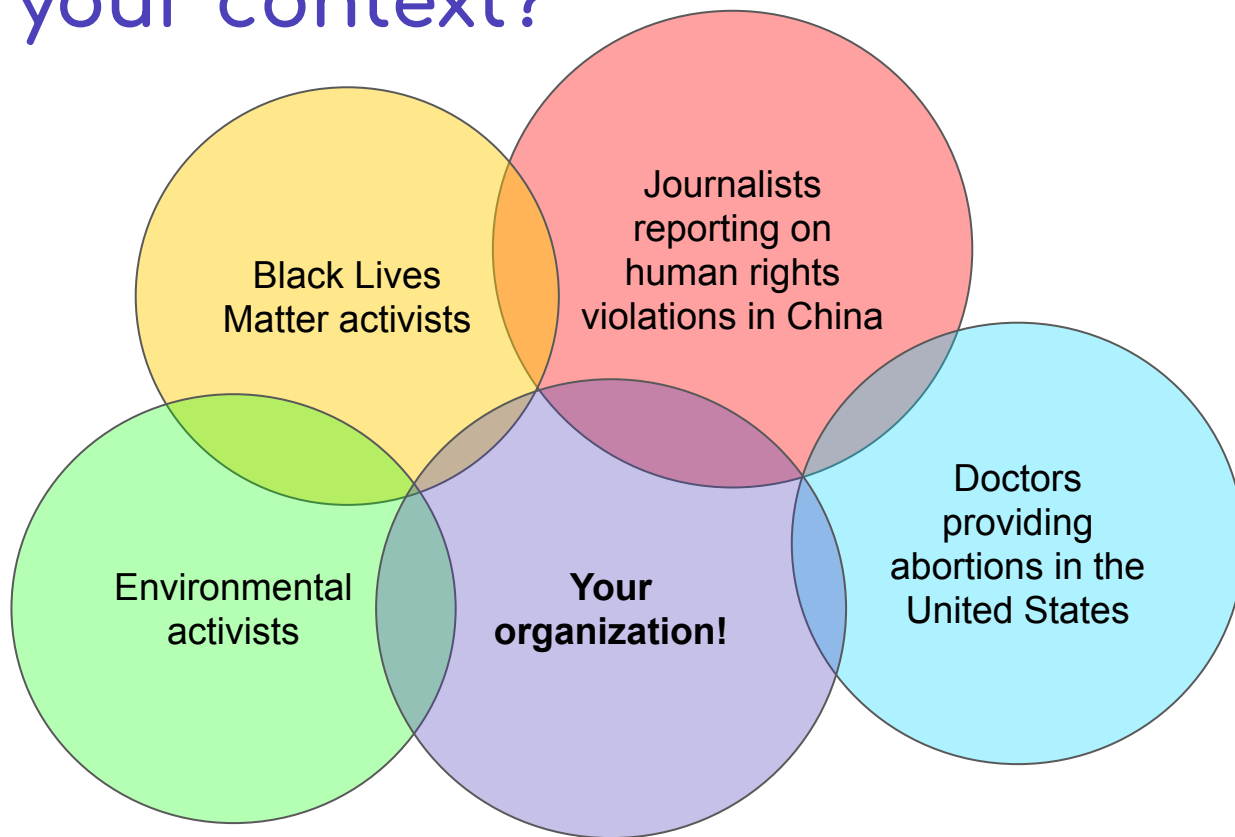 your context?
Journalists
reporting on
human rights
violations in China
Black Lives
Matter activists
Doctors
providing
abortions in the
United States
Environmental
activists
Your
organization!